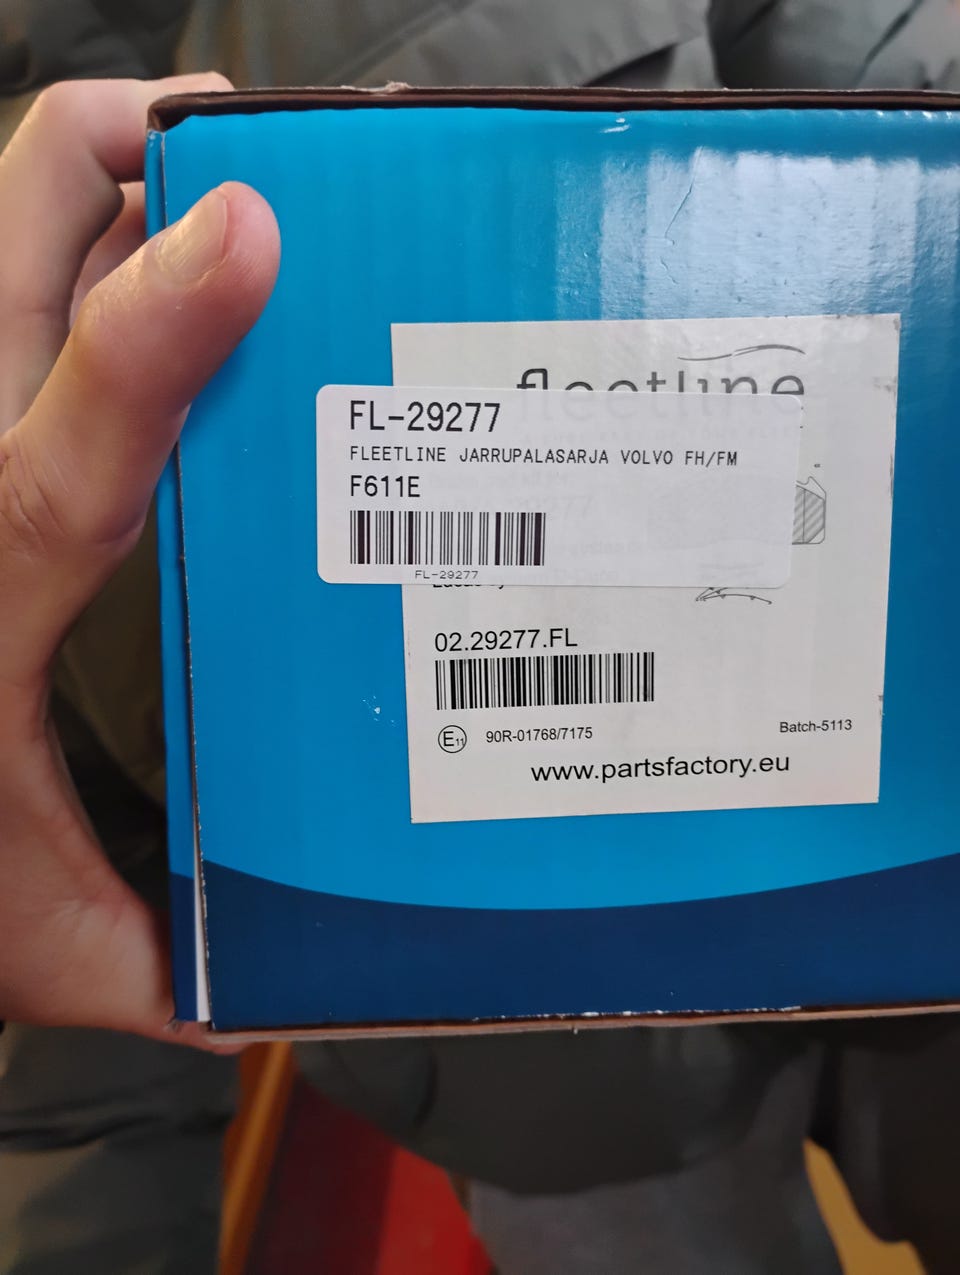 fleetline
FL-29277
FLEETLINE JARRUPALASARJA VOLVO FH/FM
F611E
FL-29277
02.29277.FL
E11 90R-01768/7175
Batch-5113
www.partsfactory.eu